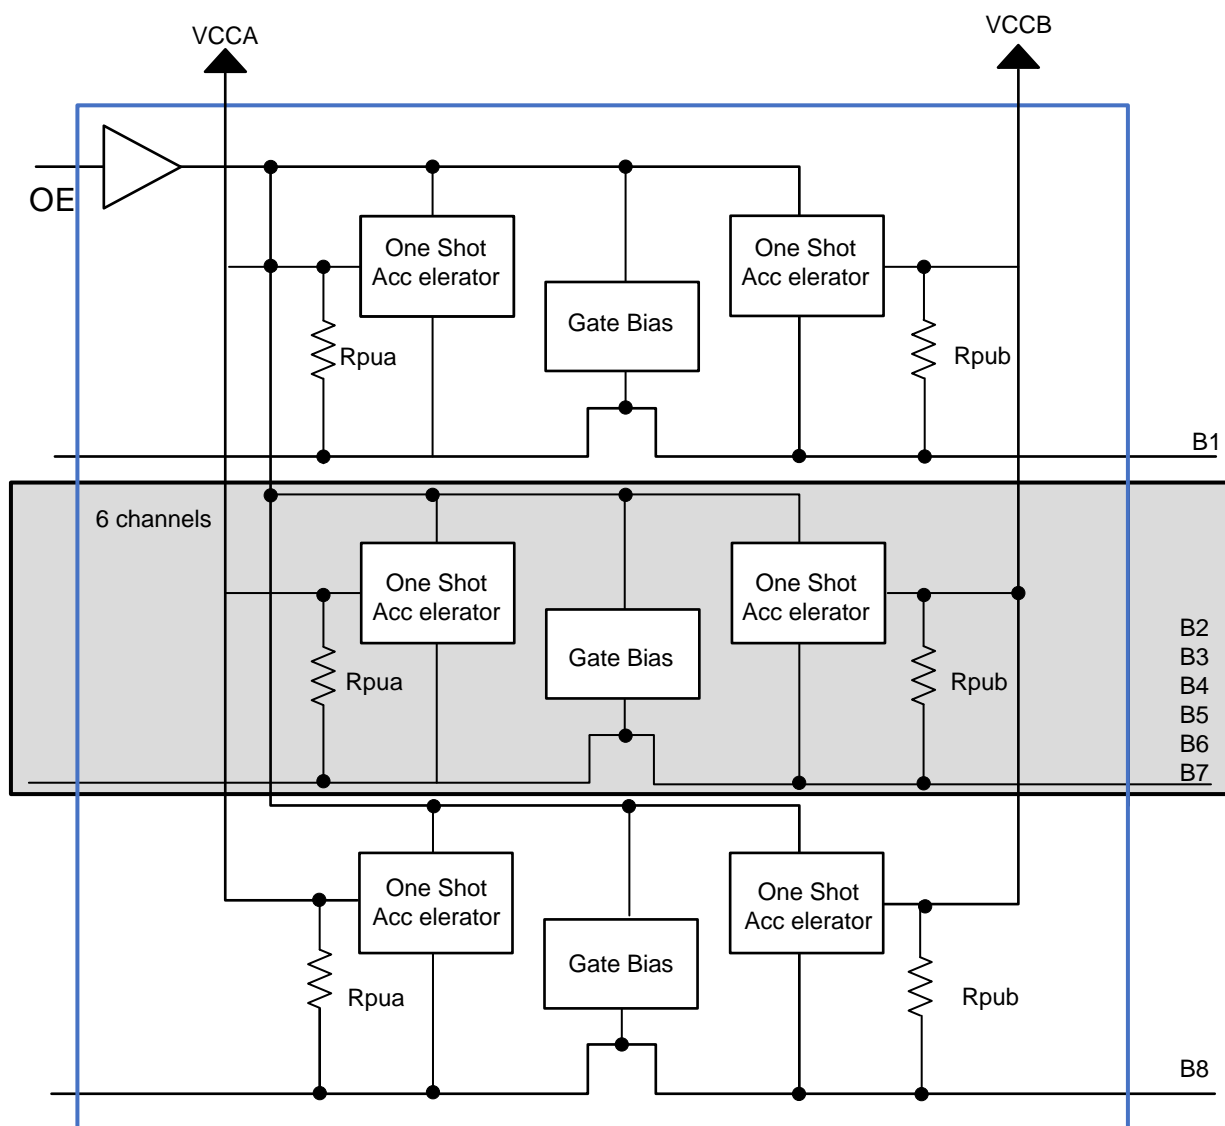 VCCA
VCCB
OE
One Shot
Acc elerator
One Shot
Acc elerator
Gate Bias
Rpua
Rpub
B1
6 channels
One Shot
Acc elerator
One Shot
Acc elerator
Gate Bias
Rpua
Rpub
B2
B3
B4
B5
B6
B7
One Shot
Acc elerator
One Shot
Acc elerator
Gate Bias
Rpua
Rpub
B8